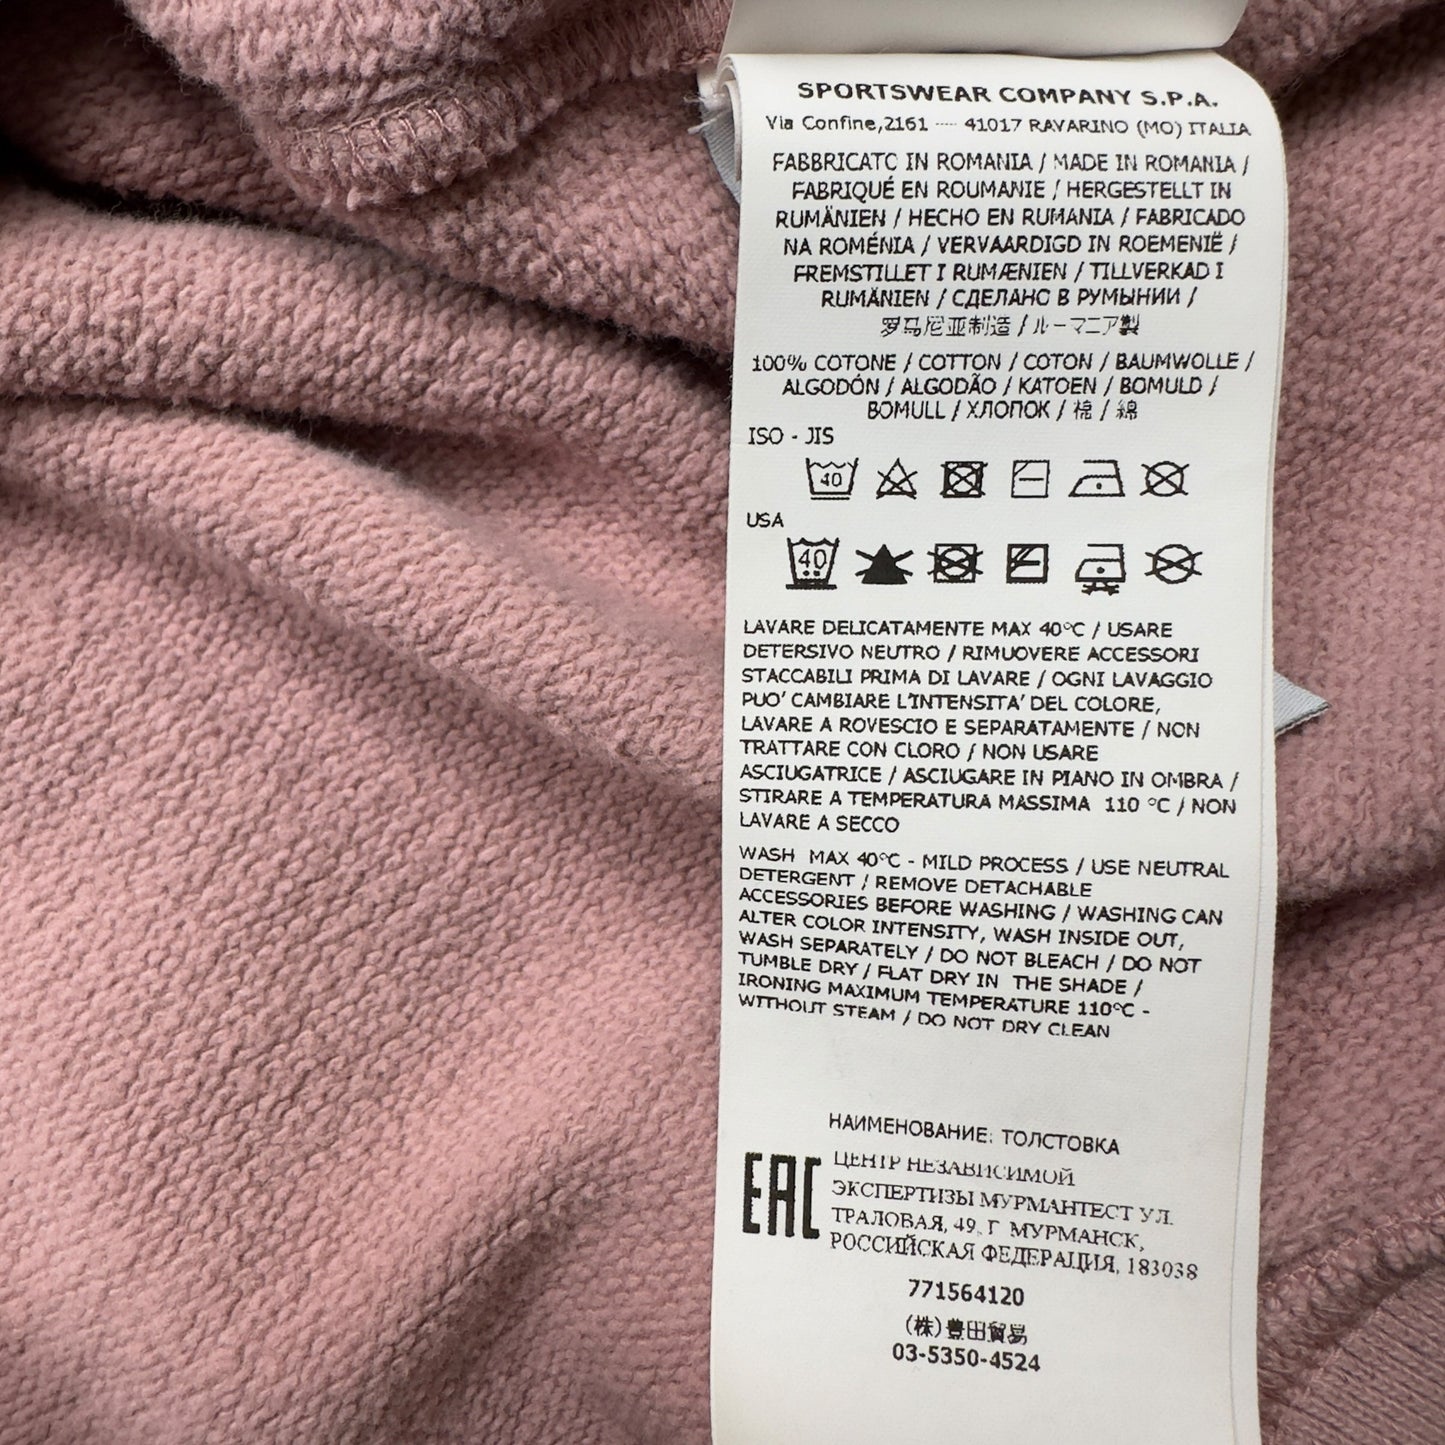 SPORTSWEAR COMPANY S.P.A.
Via Confine,2161 --- 41017 RAVARINO (MO) ITALIA
FABBRICATO IN ROMANIA / MADE IN ROMANIA /
FABRIQUÉ EN ROUMANIE / HERGESTELLT IN
RUMÄNIEN / HECHO EN RUMANIA / FABRICADO
NA ROMÉNIA / VERVAARDIGD IN ROEMENIË /
FREMSTILLET I RUMÆNIEN / TILLVERKAD I
RUMÄNIEN / СДЕЛАНО В РУМЫНИИ /
罗马尼亚制造 / ルーマニア製
100% COTONE / COTTON / COTON / BAUMWOLLE /
ALGODÓN / ALGODÃO / KATOEN / BOMULD /
BOMULL / ХЛОПОК / 棉 / 綿
ISO - JIS
40
USA
40
LAVARE DELICATAMENTE MAX 40°C / USARE
DETERSIVO NEUTRO / RIMUOVERE ACCESSORI
STACCABILI PRIMA DI LAVARE / OGNI LAVAGGIO
PUO' CAMBIARE L'INTENSITA' DEL COLORE,
LAVARE A ROVESCIO E SEPARATAMENTE / NON
TRATTARE CON CLORO / NON USARE
ASCIUGATRICE / ASCIUGARE IN PIANO IN OMBRA /
STIRARE A TEMPERATURA MASSIMA 110 °C / NON
LAVARE A SECCO
WASH MAX 40°C - MILD PROCESS / USE NEUTRAL
DETERGENT / REMOVE DETACHABLE
ACCESSORIES BEFORE WASHING / WASHING CAN
ALTER COLOR INTENSITY, WASH INSIDE OUT,
WASH SEPARATELY / DO NOT BLEACH / DO NOT
TUMBLE DRY / FLAT DRY IN THE SHADE /
IRONING MAXIMUM TEMPERATURE 110°C -
WITHOUT STEAM / DO NOT DRY CLEAN
НАИМЕНОВАНИЕ: ТОЛСТОВКА
EAC
ЦЕНТР НЕЗАВИСИМОЙ
ЭКСПЕРТИЗЫ МУРМАНТЕСТ УЛ.
ТРАЛОВАЯ, 49, Г МУРМАНСК,
РОССИЙСКАЯ ФЕДЕРАЦИЯ, 183038
771564120
(株)豊田貿易
03-5350-4524